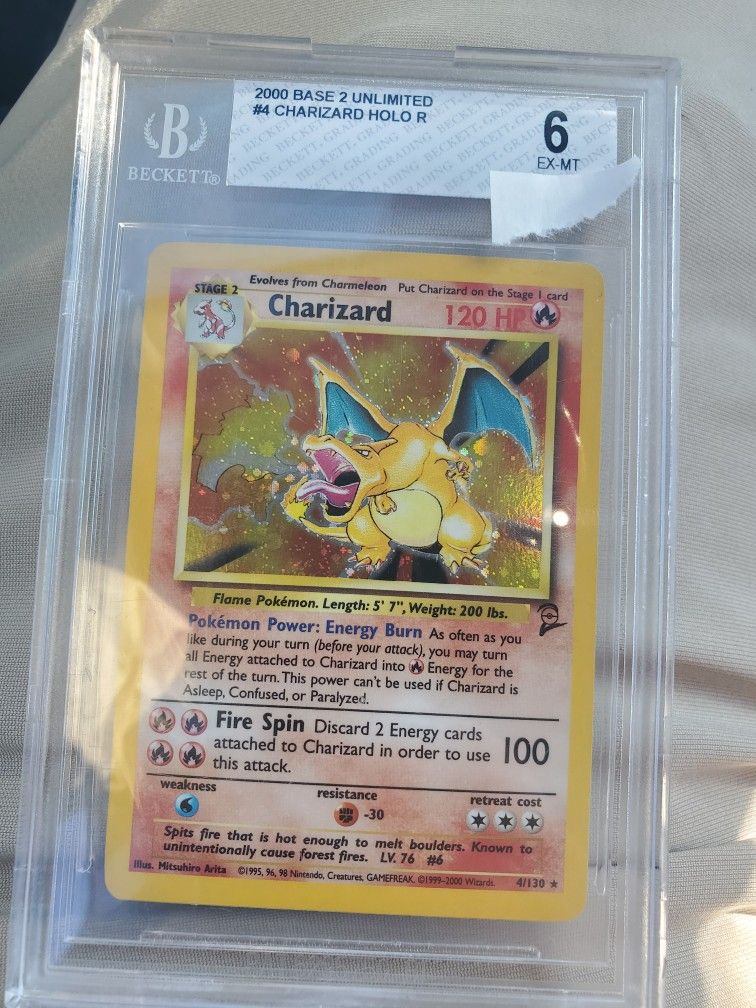 2000 BASE 2 UNLIMITED
#4 CHARIZARD HOLO R
6
EX-MT
B
BECKETT®
Evolves from Charmeleon Put Charizard on the Stage 1 card
STAGE 2
Charizard 120 HP
Flame Pokémon. Length: 5' 7", Weight: 200 lbs.
Pokémon Power: Energy Burn As often as you
like during your turn (before your attack), you may turn
all Energy attached to Charizard into Energy for the
rest of the turn. This power can't be used if Charizard is
Asleep, Confused, or Paralyzed.
Fire Spin Discard 2 Energy cards
attached to Charizard in order to use
this attack.
100
weakness
resistance
-30
retreat cost
Spits fire that is hot enough to melt boulders. Known to
unintentionally cause forest fires. LV. 76 #6
Illus. Mitsuhiro Arita ©1995, 96, 98 Nintendo, Creatures, GAMEFREAK. ©1999-2000 Wizards. 4/130 ★